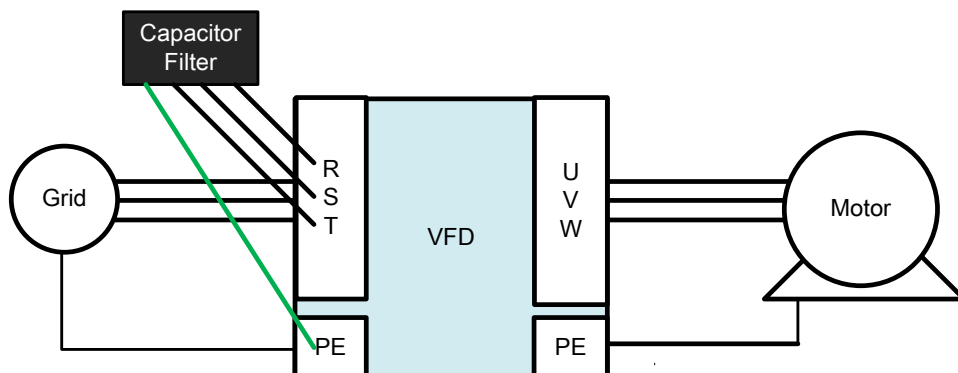 Capacitor
Filter
Grid
R
S
T
VFD
U
V
W
Motor
PE
PE